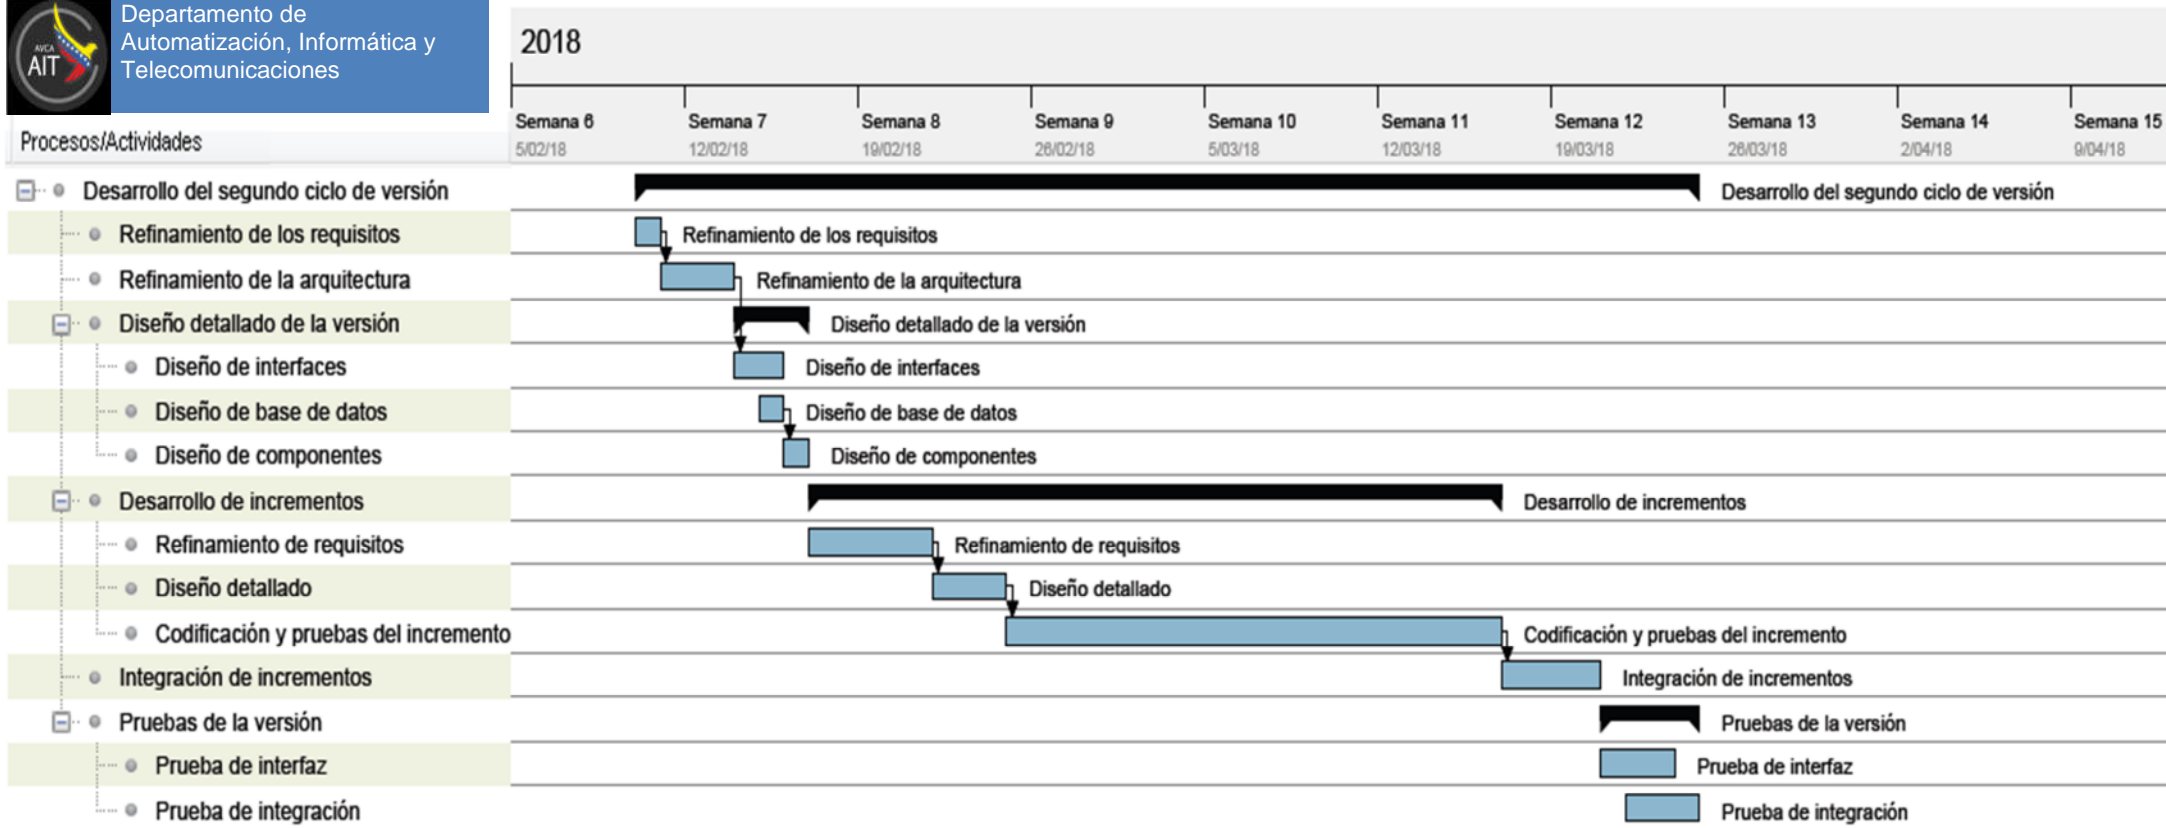 AVCA
AIT
Departamento de
Automatización, Informática y
Telecomunicaciones
2018
Semana 6
Semana 7
Semana 8
Semana 9
Semana 10
Semana 11
Semana 12
Semana 13
Semana 14
Semana 15
5/02/18
12/02/18
19/02/18
26/02/18
5/03/18
12/03/18
19/03/18
26/03/18
2/04/18
9/04/18
Procesos/Actividades
Desarrollo del segundo ciclo de versión
Desarrollo del segundo ciclo de versión
Refinamiento de los requisitos
Refinamiento de los requisitos
Refinamiento de la arquitectura
Refinamiento de la arquitectura
Diseño detallado de la versión
Diseño detallado de la versión
Diseño de interfaces
Diseño de interfaces
Diseño de base de datos
Diseño de base de datos
Diseño de componentes
Diseño de componentes
Desarrollo de incrementos
Desarrollo de incrementos
Refinamiento de requisitos
Refinamiento de requisitos
Diseño detallado
Diseño detallado
Codificación y pruebas del incremento
Codificación y pruebas del incremento
Integración de incrementos
Integración de incrementos
Pruebas de la versión
Pruebas de la versión
Prueba de interfaz
Prueba de interfaz
Prueba de integración
Prueba de integración